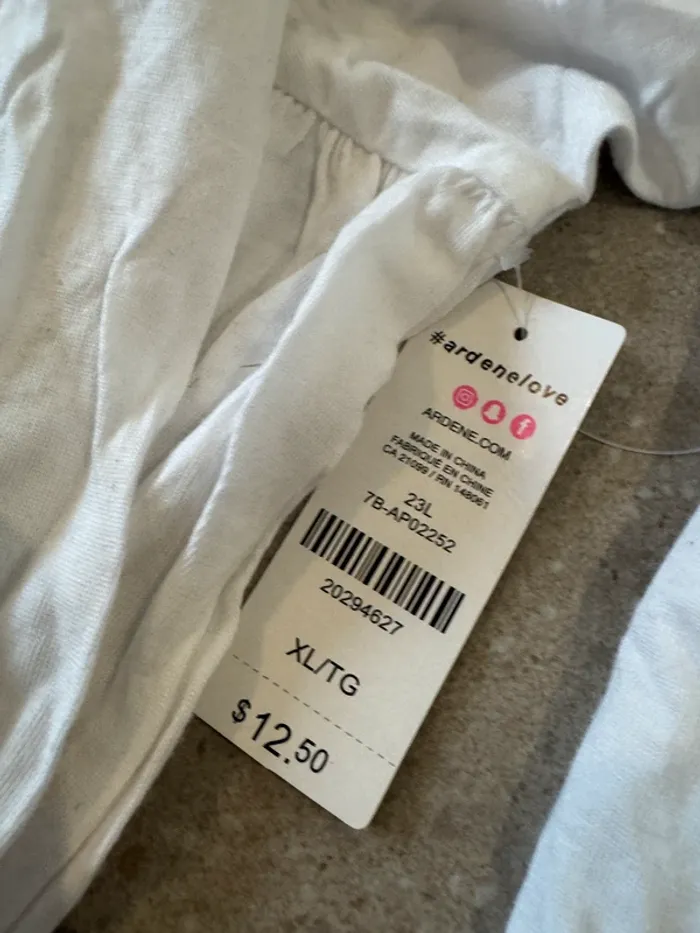 #ardenelove
ARDENE.COM
MADE IN CHINA
FABRIQUÉ EN CHINE
CA 21099 / RN 148061
23L
7B-AP02252
20294627
XL/TG
$12.50